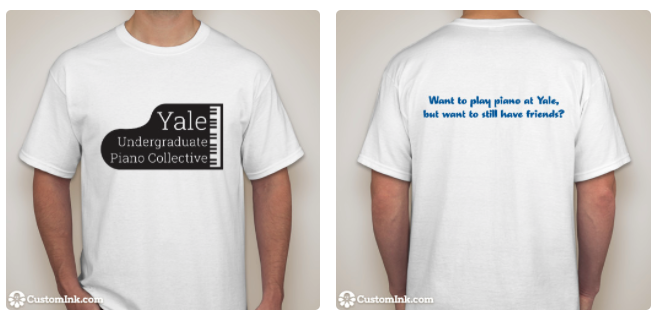 Yale
Undergraduate
Piano Collective
CustomInk.com
Want to play piano at Yale,
but want to still have friends?
CustomInk.com